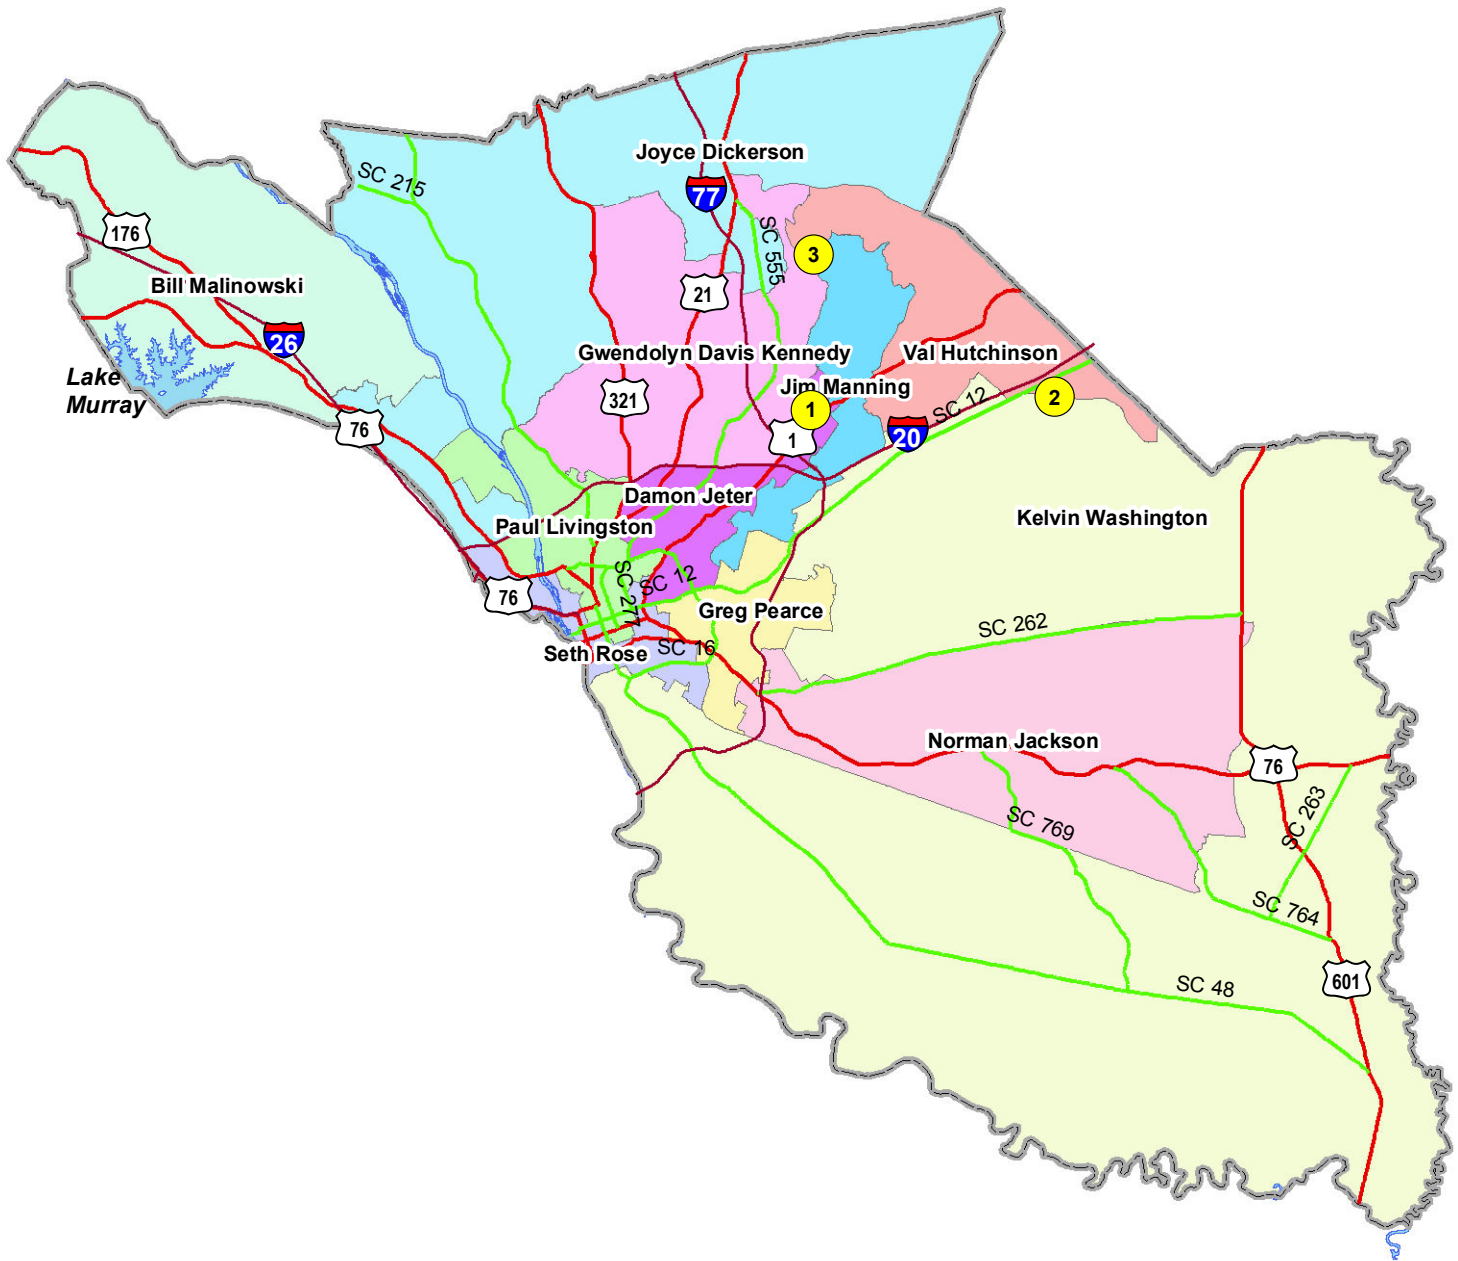 Joyce Dickerson
SC 215
77
176
SC 555
3
Bill Malinowski
21
26
Gwendolyn Davis Kennedy
Val Hutchinson
Lake
Murray
Jim Manning
321
2
1
SC 12
76
1
20
Damon Jeter
Paul Livingston
Kelvin Washington
SC 12
SC 277
76
Greg Pearce
SC 262
Seth Rose
SC 16
Norman Jackson
76
SC 769
SC 263
SC 764
601
SC 48